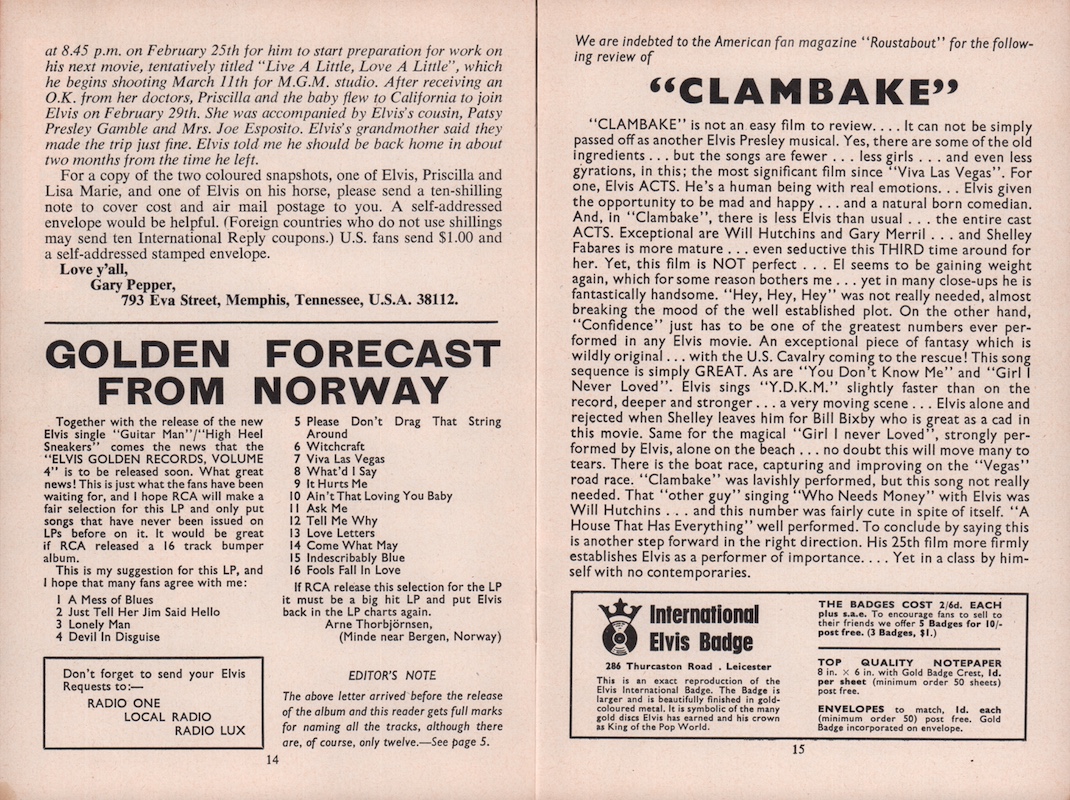 at 8.45 p.m. on February 25th for him to start preparation for work on
his next movie, tentatively titled "Live A Little, Love A Little", which
he begins shooting March 11th for M.G.M. studio. After receiving an
O.K. from her doctors, Priscilla and the baby flew to California to join
Elvis on February 29th. She was accompanied by Elvis's cousin, Patsy
Presley Gamble and Mrs. Joe Esposito. Elvis's grandmother said they
made the trip just fine. Elvis told me he should be back home in about
two months from the time he left.
For a copy of the two coloured snapshots, one of Elvis, Priscilla and
Lisa Marie, and one of Elvis on his horse, please send a ten-shilling
note to cover cost and air mail postage to you. A self-addressed
envelope would be helpful. (Foreign countries who do not use shillings
may send ten International Reply coupons.) U.S. fans send $1.00 and
a self-addressed stamped envelope.
Love y'all,
Gary Pepper,
793 Eva Street, Memphis, Tennessee, U.S.A. 38112.
GOLDEN FORECAST
FROM NORWAY
Together with the release of the new
Elvis single "Guitar Man"/"High Heel
Sneakers" comes the news that the
"ELVIS GOLDEN RECORDS, VOLUME
4" is to be released soon. What great
news! This is just what the fans have been
waiting for, and I hope RCA will make a
fair selection for this LP and only put
songs that have never been issued on
LPs before on it. It would be great
if RCA released a 16 track bumper
album.
This is my suggestion for this LP, and
I hope that many fans agree with me:
1 A Mess of Blues
2 Just Tell Her Jim Said Hello
3 Lonely Man
4 Devil In Disguise
5 Please Don't Drag That String
Around
6 Witchcraft
7 Viva Las Vegas
8 What'd I Say
9 It Hurts Me
10 Ain't That Loving You Baby
11 Ask Me
12 Tell Me Why
13 Love Letters
14 Come What May
15 Indescribably Blue
16 Fools Fall In Love
If RCA release this selection for the LP
it must be a big hit LP and put Elvis
back in the LP charts again.
Arne Thorbjörnsen,
(Minde near Bergen, Norway)
Don't forget to send your Elvis
Requests to:—
RADIO ONE
LOCAL RADIO
RADIO LUX
EDITOR'S NOTE
The above letter arrived before the release
of the album and this reader gets full marks
for naming all the tracks, although there
are, of course, only twelve.—See page 5.
14
We are indebted to the American fan magazine "Roustabout" for the follow-
ing review of
"CLAMBAKE"
"CLAMBAKE" is not an easy film to review. . . . It can not be simply
passed off as another Elvis Presley musical. Yes, there are some of the old
ingredients . . . but the songs are fewer . . . less girls . . . and even less
gyrations, in this; the most significant film since "Viva Las Vegas". For
one, Elvis ACTS. He's a human being with real emotions. . . Elvis given
the opportunity to be mad and happy . . . and a natural born comedian.
And, in "Clambake", there is less Elvis than usual . . . the entire cast
ACTS. Exceptional are Will Hutchins and Gary Merril . . . and Shelley
Fabares is more mature . . . even seductive this THIRD time around for
her. Yet, this film is NOT perfect . . . El seems to be gaining weight
again, which for some reason bothers me . . . yet in many close-ups he is
fantastically handsome. "Hey, Hey, Hey" was not really needed, almost
breaking the mood of the well established plot. On the other hand,
"Confidence" just has to be one of the greatest numbers ever per-
formed in any Elvis movie. An exceptional piece of fantasy which is
wildly original . . . with the U.S. Cavalry coming to the rescue! This song
sequence is simply GREAT. As are "You Don't Know Me" and "Girl I
Never Loved". Elvis sings "Y.D.K.M." slightly faster than on the
record, deeper and stronger . . . a very moving scene . . . Elvis alone and
rejected when Shelley leaves him for Bill Bixby who is great as a cad in
this movie. Same for the magical "Girl I never Loved", strongly per-
formed by Elvis, alone on the beach . . . no doubt this will move many to
tears. There is the boat race, capturing and improving on the "Vegas"
road race. "Clambake" was lavishly performed, but this song not really
needed. That "other guy" singing "Who Needs Money" with Elvis was
Will Hutchins . . . and this number was fairly cute in spite of itself. "A
House That Has Everything" well performed. To conclude by saying this
is another step forward in the right direction. His 25th film more firmly
establishes Elvis as a performer of importance. . . . Yet in a class by him-
self with no contemporaries.
International
Elvis Badge
286 Thurcaston Road . Leicester
This is an exact reproduction of the
Elvis International Badge. The Badge is
larger and is beautifully finished in gold-
coloured metal. It is symbolic of the many
gold discs Elvis has earned and his crown
as King of the Pop World.
THE BADGES COST 2/6d. EACH
plus s.a.e. To encourage fans to sell to
their friends we offer 5 Badges for 10/-
post free. (3 Badges, $1.)
TOP QUALITY NOTEPAPER
8 in. × 6 in. with Gold Badge Crest, 1d.
per sheet (minimum order 50 sheets)
post free.
ENVELOPES to match, 1d. each
(minimum order 50) post free. Gold
Badge incorporated on envelope.
15